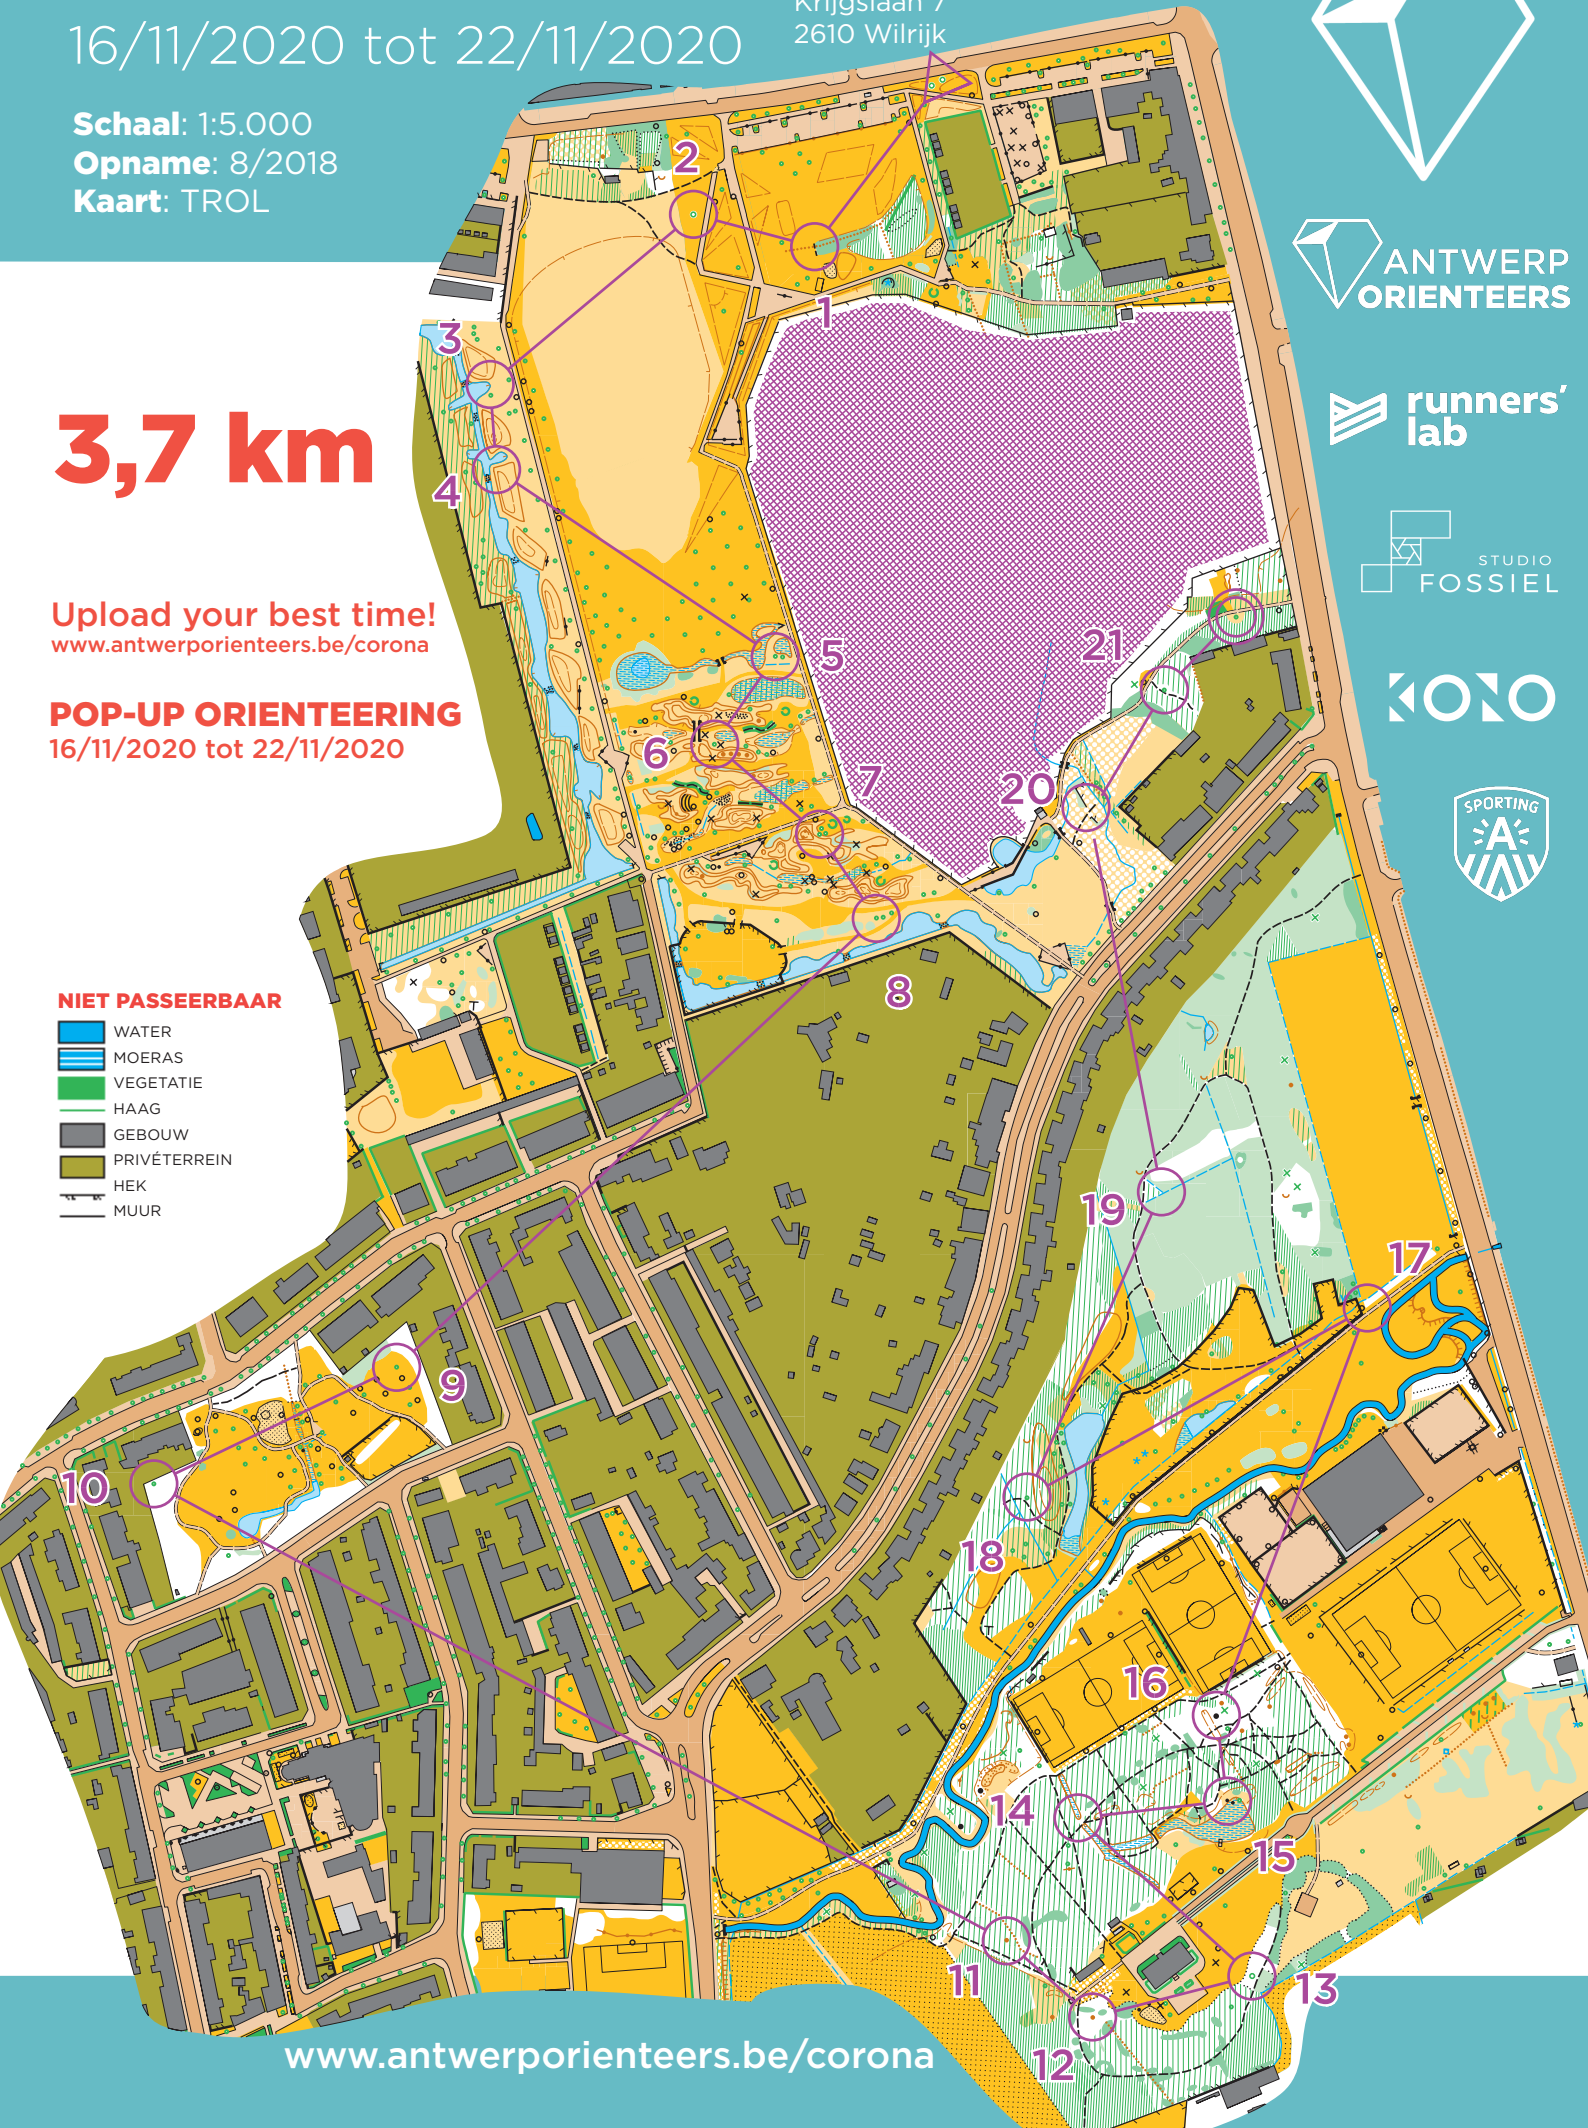 Krijgslaan 7
2610 Wilrijk
16/11/2020 tot 22/11/2020
Schaal: 1:5.000
Opname: 8/2018
Kaart: TROL
ANTWERP
ORIENTEERS
runners'
lab
STUDIO
FOSSIEL
KOKO
SPORTING
A
3,7 km
Upload your best time!
www.antwerporienteers.be/corona
POP-UP ORIENTEERING
16/11/2020 tot 22/11/2020
NIET PASSEERBAAR
WATER
MOERAS
VEGETATIE
HAAG
GEBOUW
PRIVÉTERREIN
HEK
MUUR
1
2
3
4
5
6
7
8
9
10
11
12
13
14
15
16
17
18
19
20
21
www.antwerporienteers.be/corona